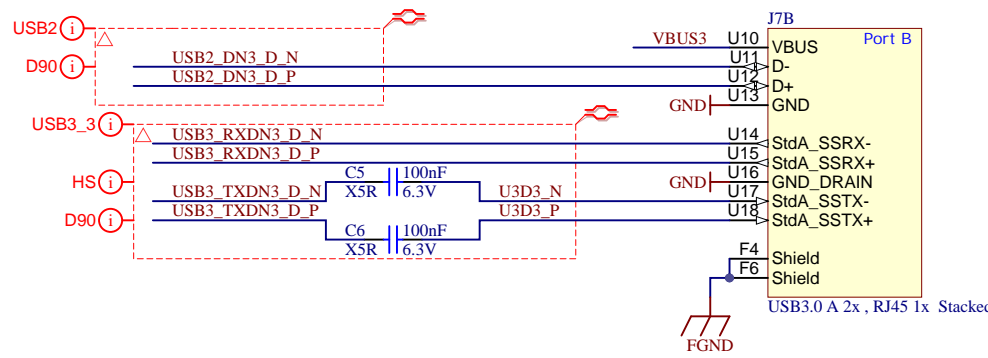 J7B
USB2
VBUS3
U10
VBUS
Port B
D90
USB2_DN3_D_N
U11
D-
USB2_DN3_D_P
U12
D+
GND
U13
GND
USB3_3
USB3_RXDN3_D_N
U14
StdA_SSRX-
USB3_RXDN3_D_P
U15
StdA_SSRX+
HS
C5
100nF
GND
U16
GND_DRAIN
USB3_TXDN3_D_N
X5R
6.3V
U3D3_N
U17
StdA_SSTX-
D90
USB3_TXDN3_D_P
U3D3_P
U18
StdA_SSTX+
C6
100nF
X5R
6.3V
F4
Shield
F6
Shield
USB3.0 A 2x , RJ45 1x Stacked
FGND